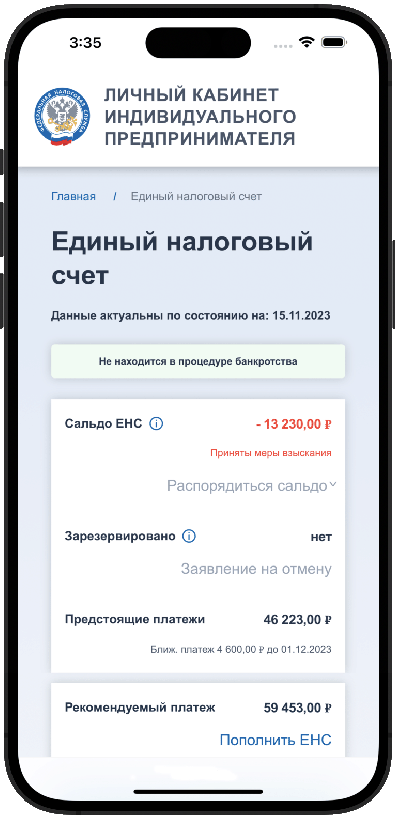 3:35
ЛИЧНЫЙ КАБИНЕТ
ИНДИВИДУАЛЬНОГО
ПРЕДПРИНИМАТЕЛЯ
Главная / Единый налоговый счет
Единый налоговый
счет
Данные актуальны по состоянию на: 15.11.2023
Не находится в процедуре банкротства
Сальдо ЕНС - 13 230,00 ₽
Приняты меры взыскания
Распорядиться сальдо
Зарезервировано нет
Заявление на отмену
Предстоящие платежи 46 223,00 ₽
Ближ. платеж 4 600,00 ₽ до 01.12.2023
Рекомендуемый платеж 59 453,00 ₽
Пополнить ЕНС